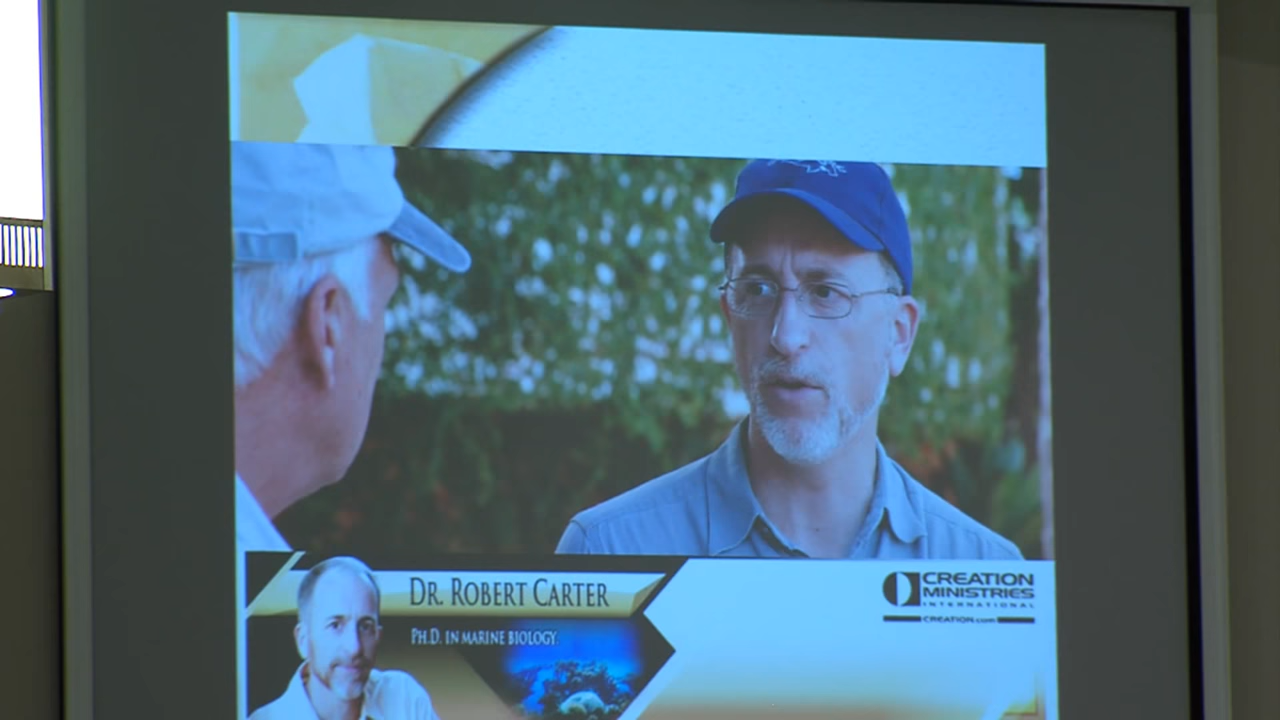 DR. ROBERT CARTER
PH.D. IN MARINE BIOLOGY
CREATION
MINISTRIES
INTERNATIONAL
CREATION.com